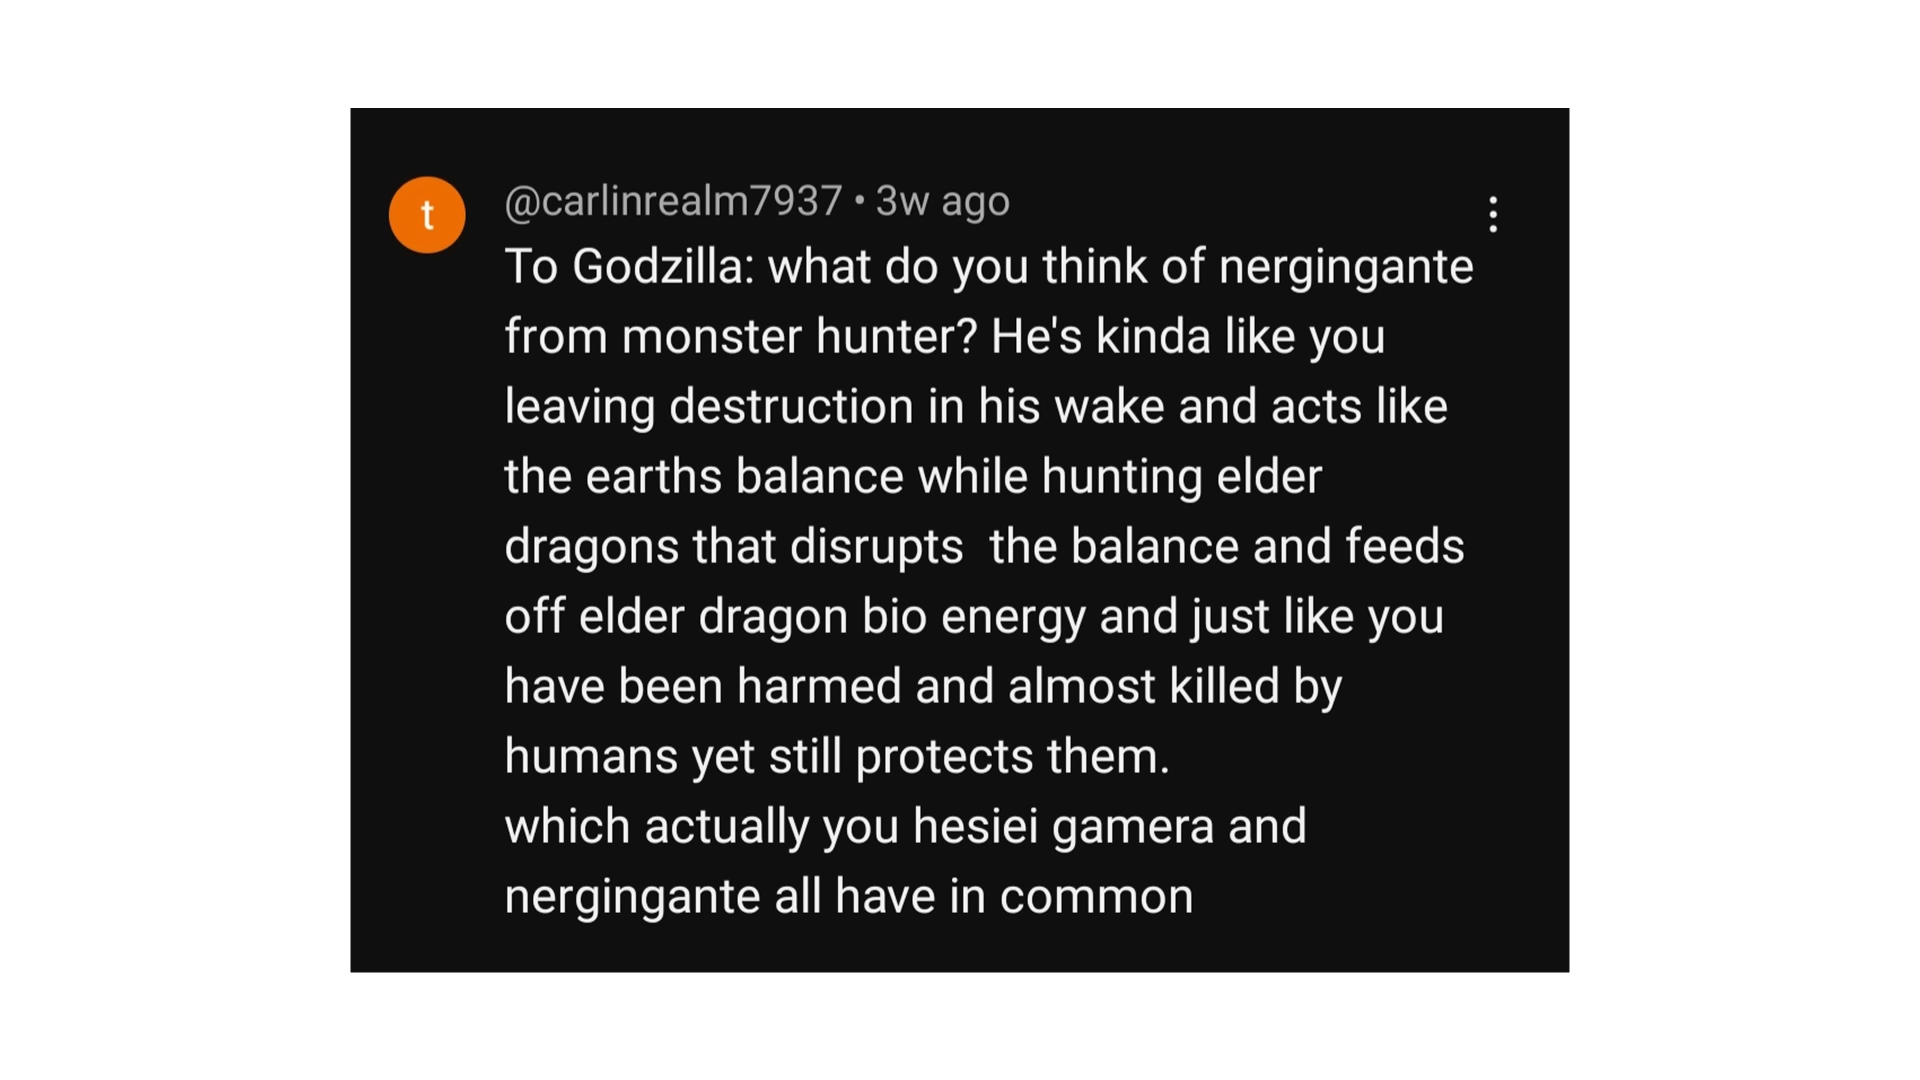 t
@carlinrealm7937 • 3w ago
To Godzilla: what do you think of nergingante
from monster hunter? He's kinda like you
leaving destruction in his wake and acts like
the earths balance while hunting elder
dragons that disrupts  the balance and feeds
off elder dragon bio energy and just like you
have been harmed and almost killed by
humans yet still protects them.
which actually you hesiei gamera and
nergingante all have in common